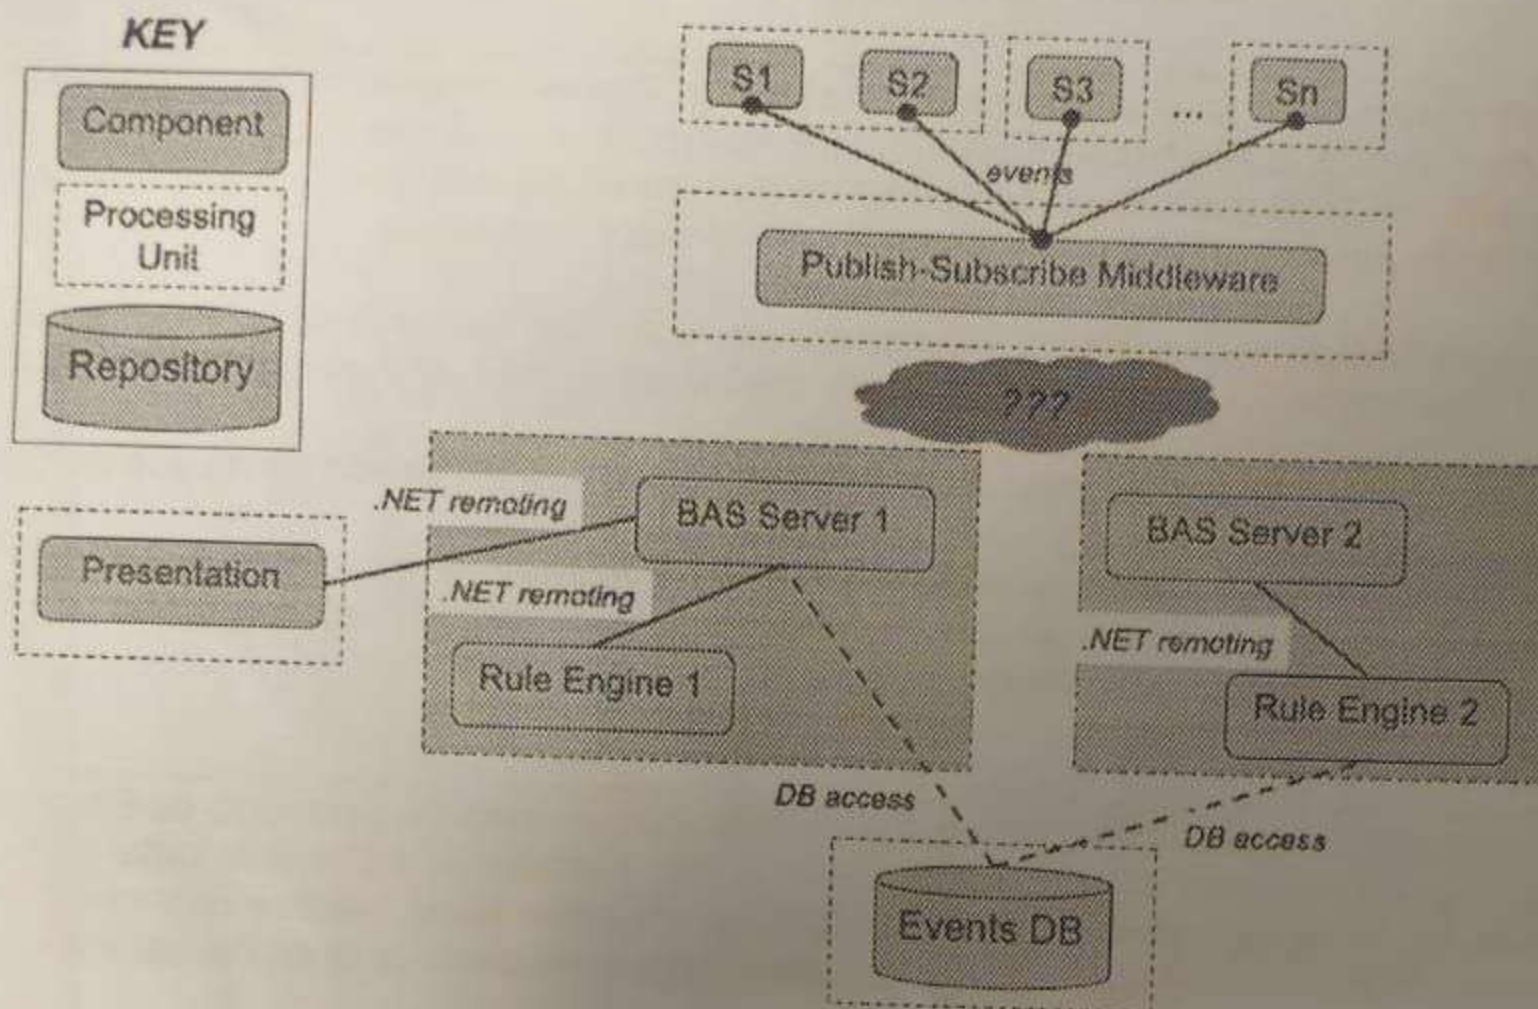 KEY
Component
Processing
Unit
Repository
S1
S2
S3
...
Sn
events
Publish-Subscribe Middleware
???
.NET remoting
BAS Server 1
Presentation
.NET remoting
Rule Engine 1
BAS Server 2
.NET remoting
Rule Engine 2
DB access
DB access
Events DB